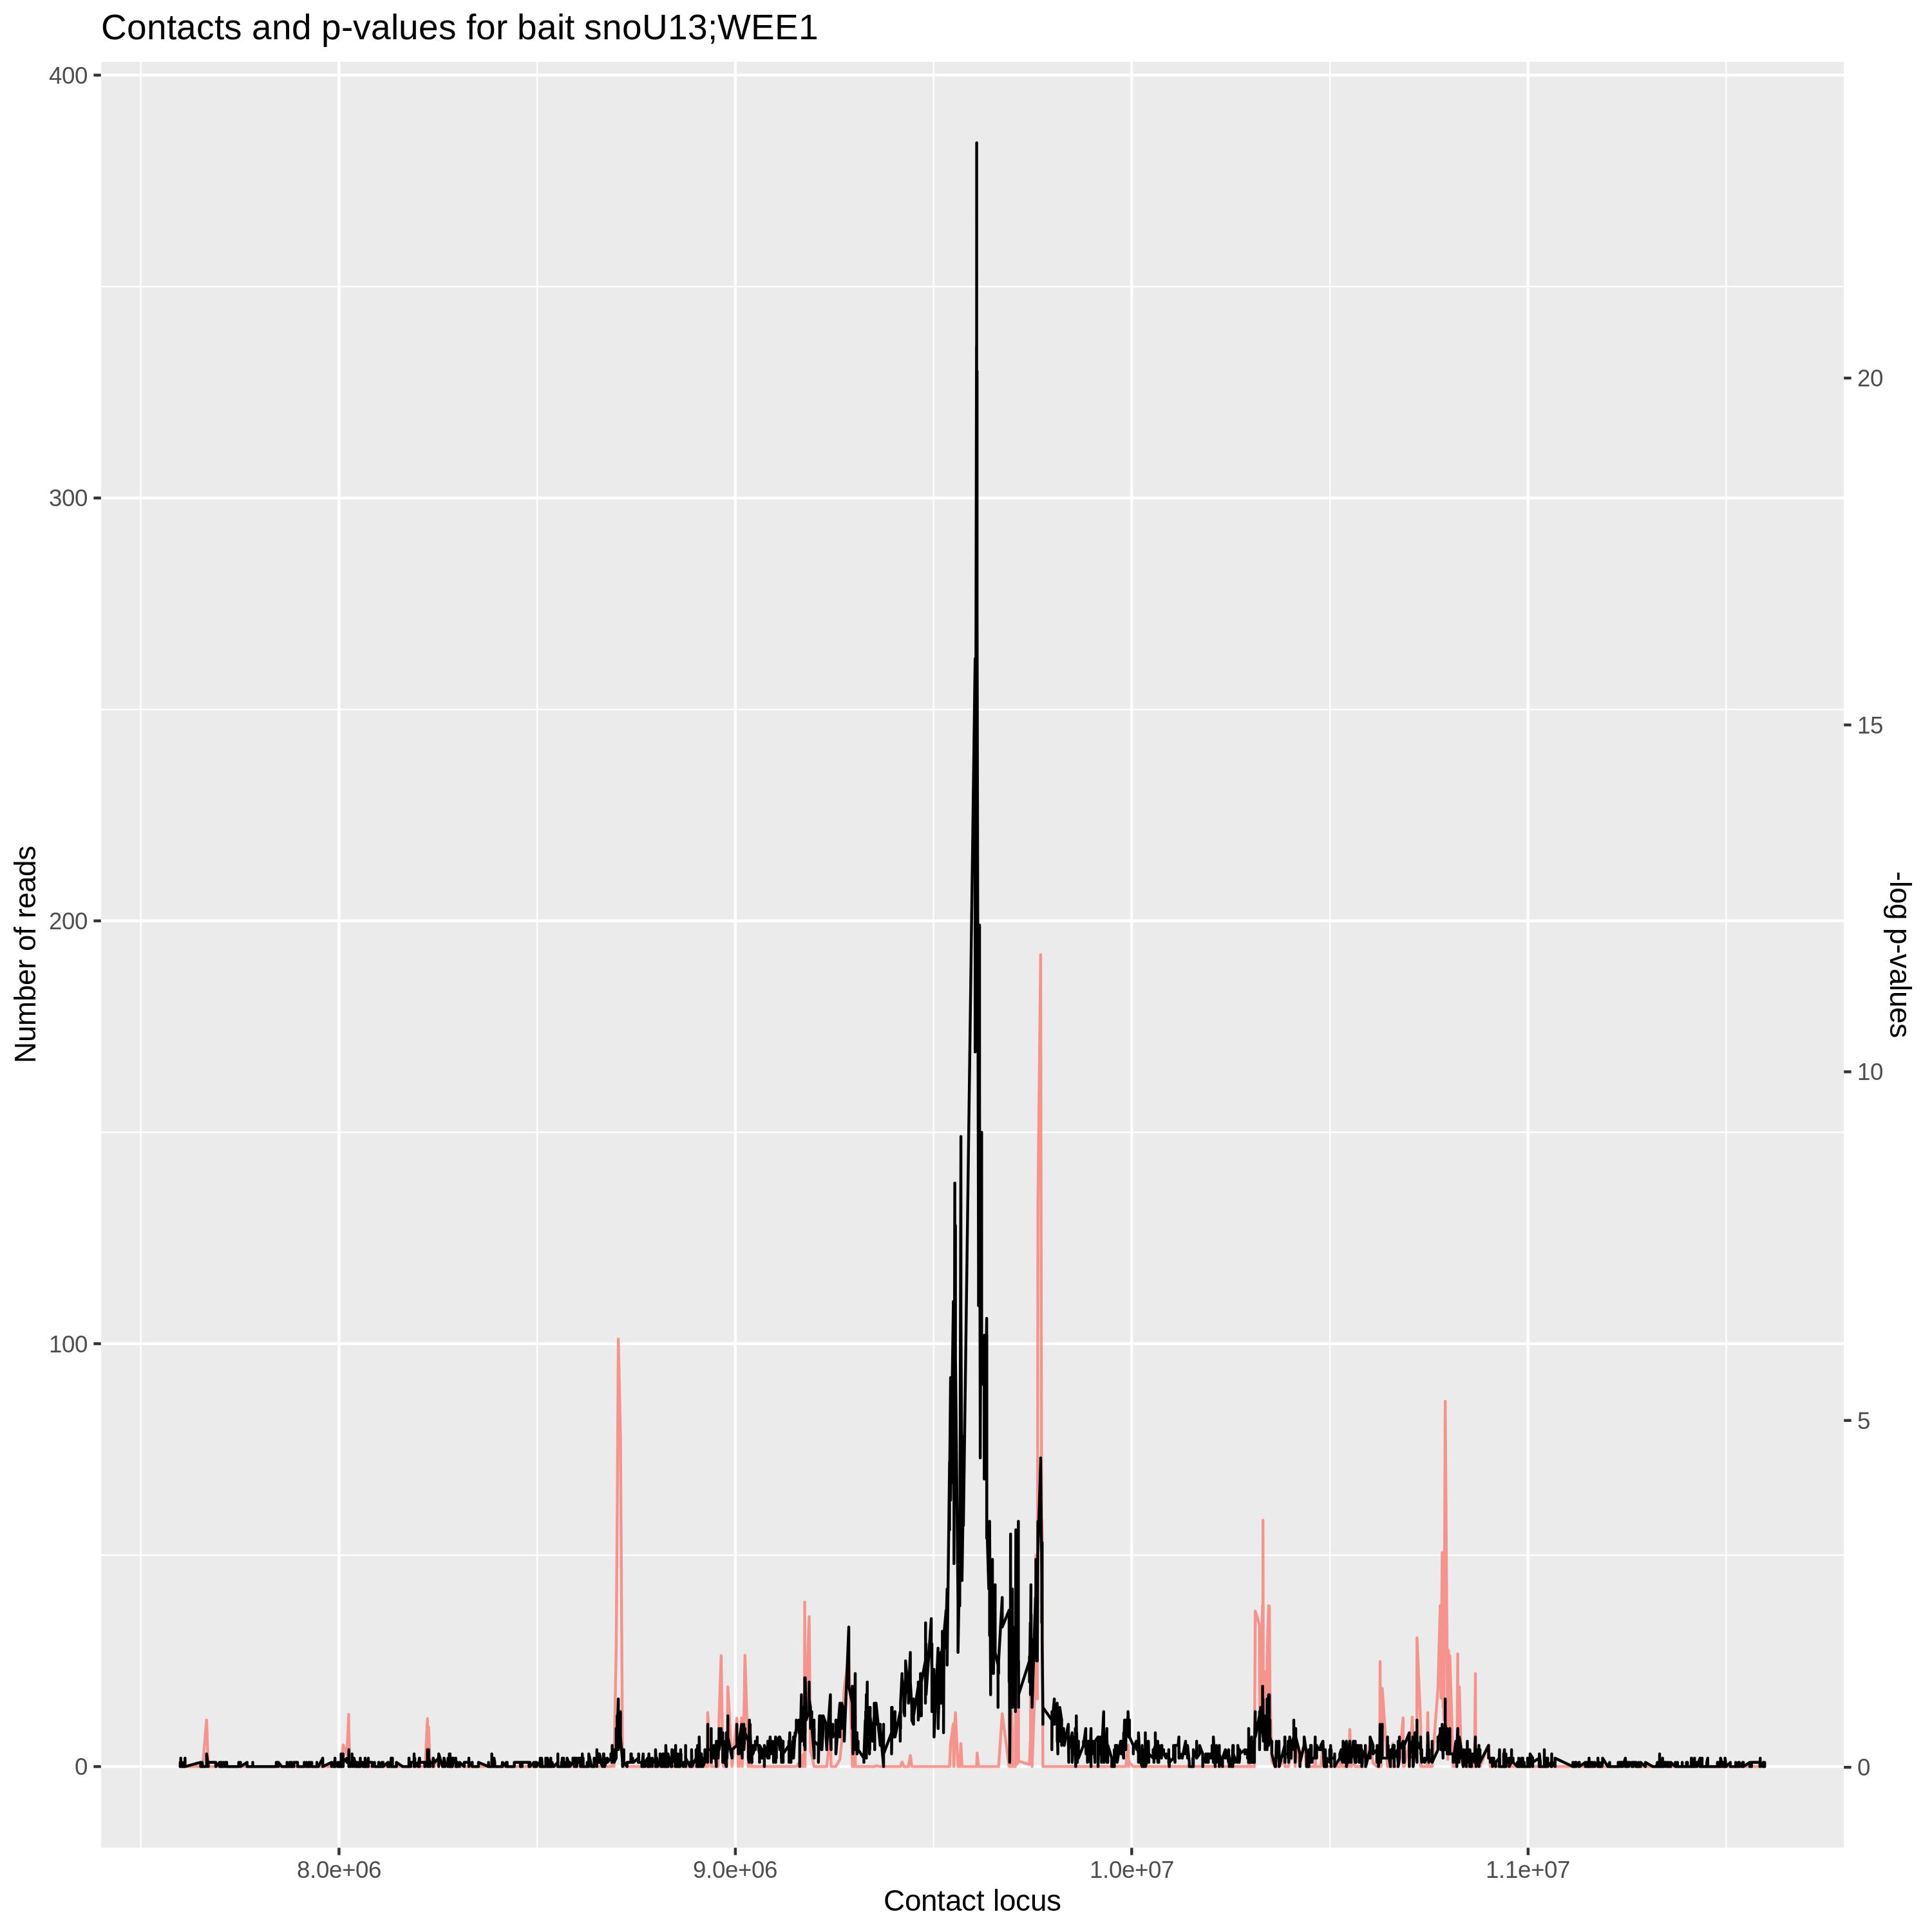 Contacts and p-values for bait snoU13;WEE1
400
300
200
100
0
Number of reads
20
15
10
5
0
-log p-values
8.0e+06 9.0e+06 1.0e+07 1.1e+07
Contact locus